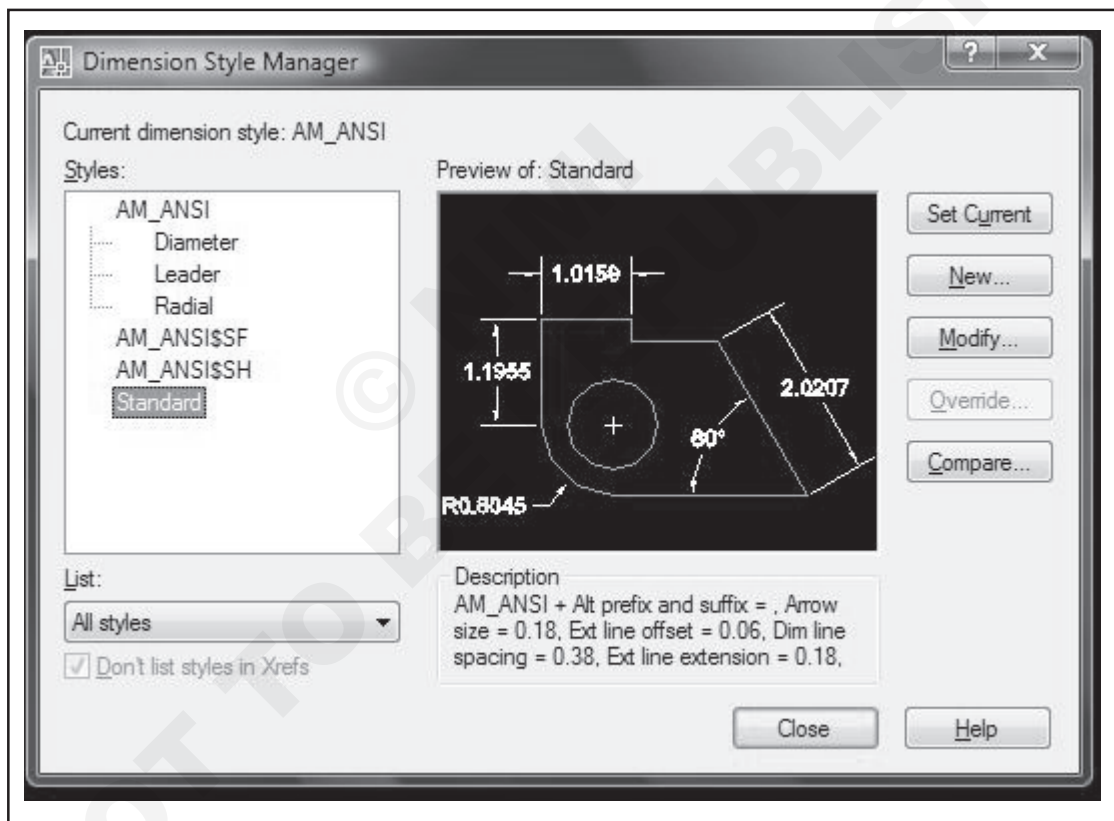 Dimension Style Manager
?
X
Current dimension style: AM_ANSI
Styles:
AM_ANSI
Diameter
Leader
Radial
AM_ANSI$SF
AM_ANSI$SH
Standard
List:
All styles
Don't list styles in Xrefs
Preview of: Standard
1.0159
1.1955
2.0207
80°
R0.8045
Description
AM_ANSI + Alt prefix and suffix = , Arrow
size = 0.18, Ext line offset = 0.06, Dim line
spacing = 0.38, Ext line extension = 0.18,
Set Current
New...
Modify...
Override...
Compare...
Close
Help